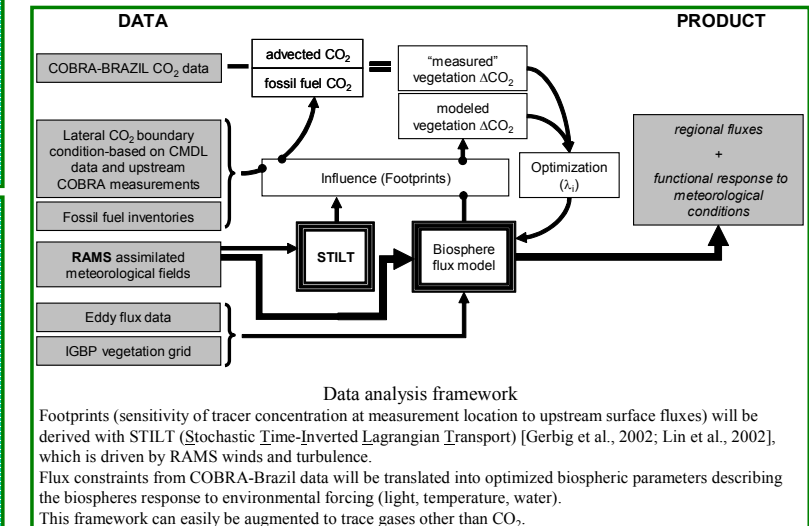 DATA
PRODUCT
COBRA-BRAZIL CO₂ data
advected CO₂
fossil fuel CO₂
“measured”
vegetation ΔCO₂
modeled
vegetation ΔCO₂
Lateral CO₂ boundary
condition-based on CMDL
data and upstream
COBRA measurements
Fossil fuel inventories
Influence (Footprints)
Optimization
(λᵢ)
regional fluxes
+
functional response to
meteorological
conditions
RAMS assimilated
meteorological fields
STILT
Biosphere
flux model
Eddy flux data
IGBP vegetation grid
Data analysis framework
Footprints (sensitivity of tracer concentration at measurement location to upstream surface fluxes) will be
derived with STILT (Stochastic Time-Inverted Lagrangian Transport) [Gerbig et al., 2002; Lin et al., 2002],
which is driven by RAMS winds and turbulence.
Flux constraints from COBRA-Brazil data will be translated into optimized biospheric parameters describing
the biospheres response to environmental forcing (light, temperature, water).
This framework can easily be augmented to trace gases other than CO₂.